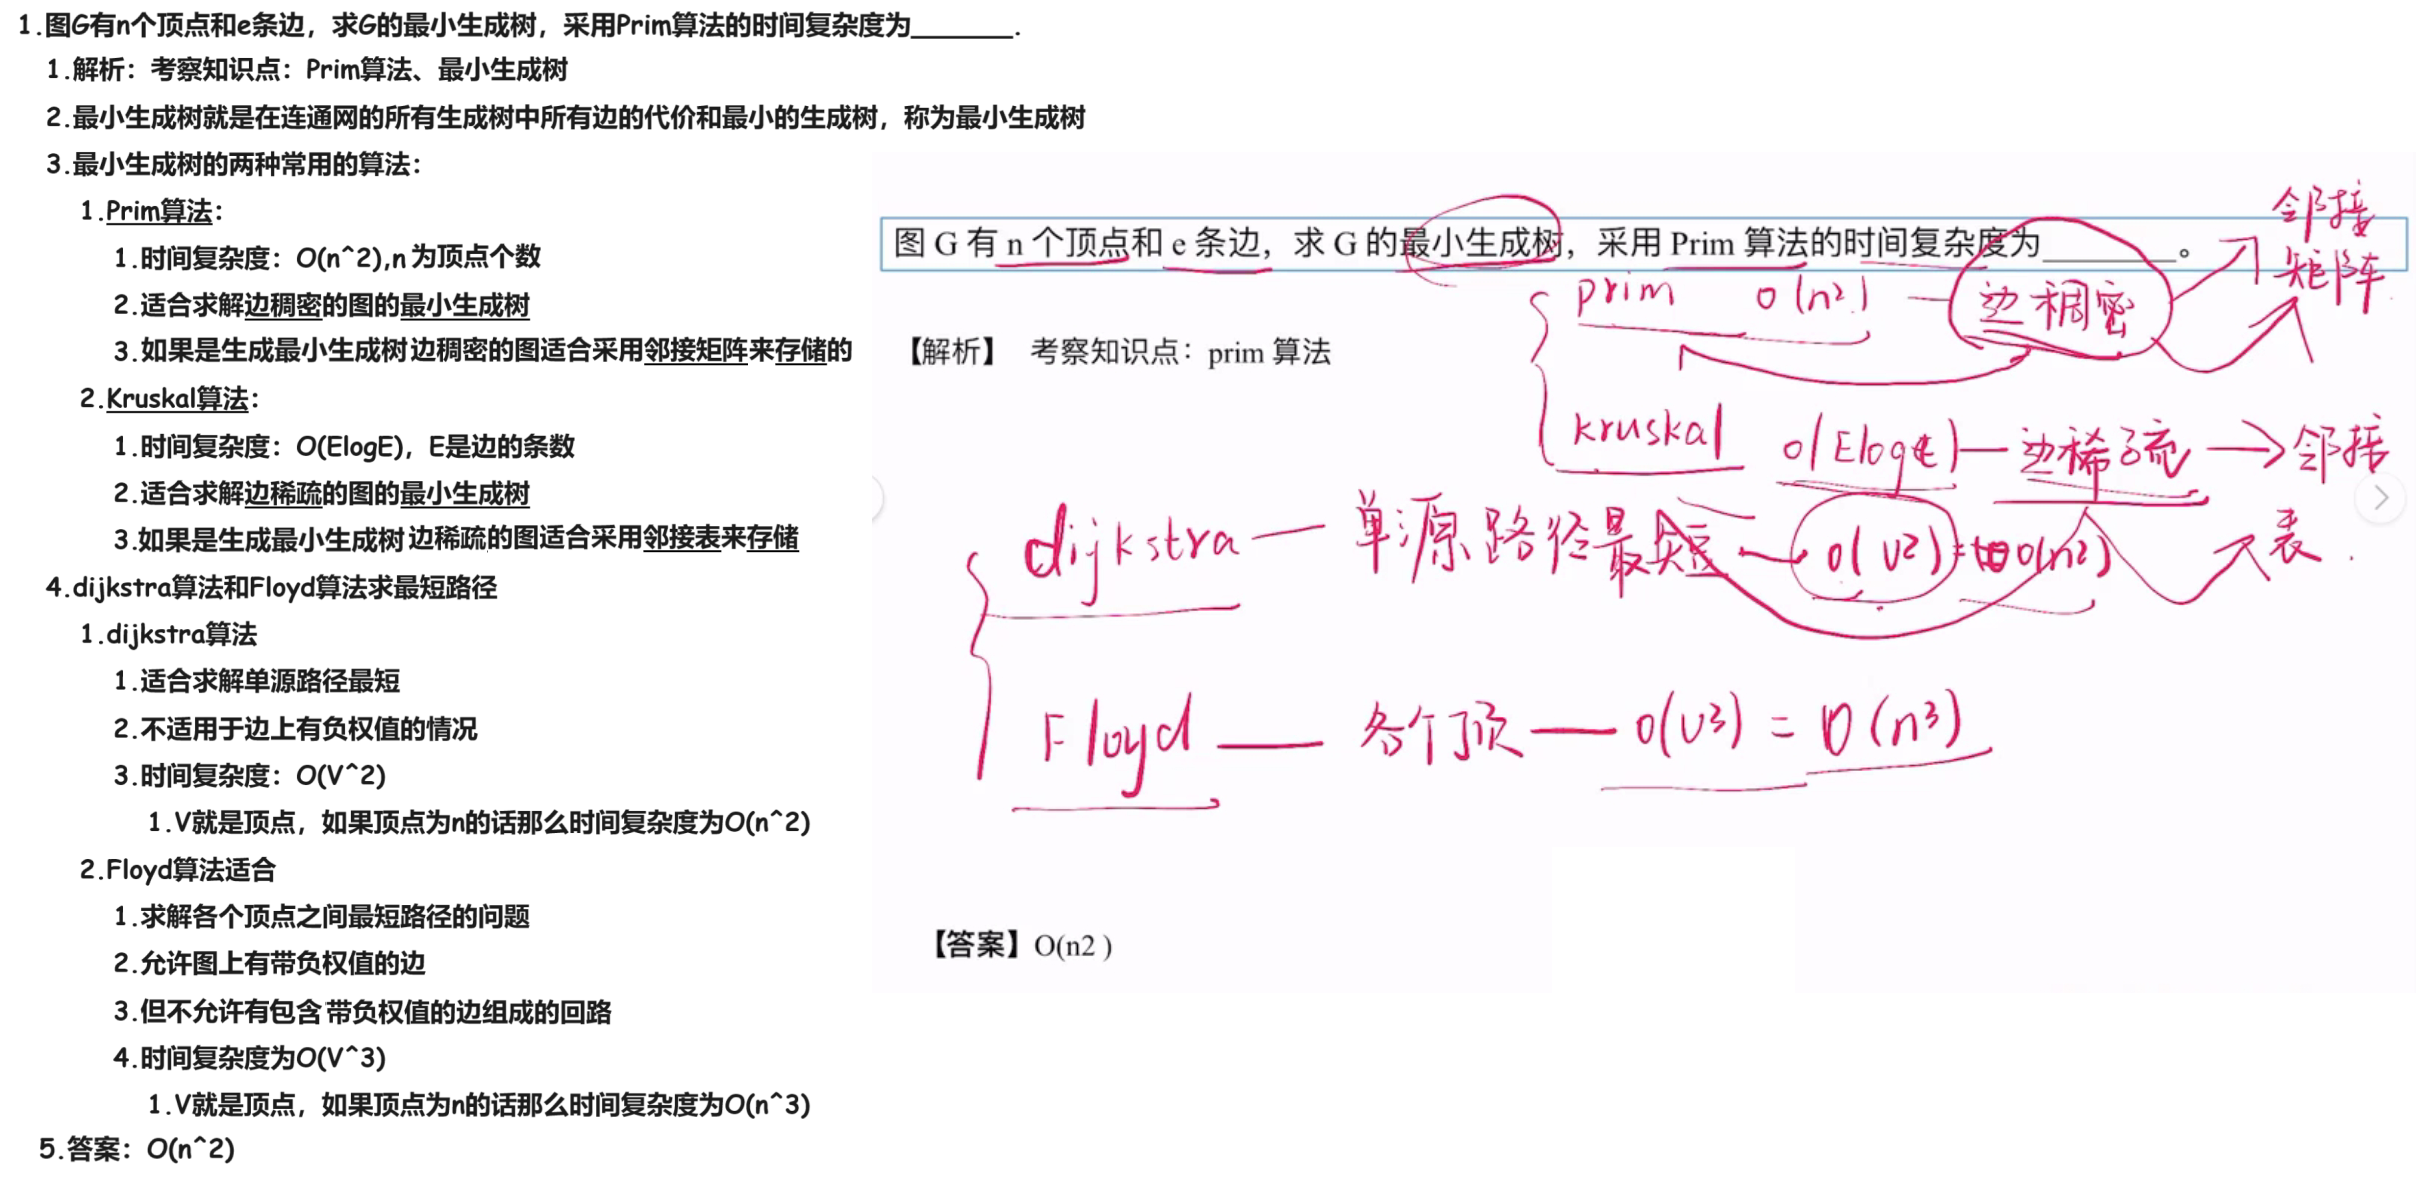 1.图G有n个顶点和e条边，求G的最小生成树，采用Prim算法的时间复杂度为_______.
1.解析：考察知识点：Prim算法、最小生成树
2.最小生成树就是在连通网的所有生成树中所有边的代价和最小的生成树，称为最小生成树
3.最小生成树的两种常用的算法：
1.Prim算法：
1.时间复杂度：O(n^2),n为顶点个数
2.适合求解边稠密的图的最小生成树
3.如果是生成最小生成树边稠密的图适合采用邻接矩阵来存储的
2.Kruskal算法：
1.时间复杂度：O(ElogE)，E是边的条数
2.适合求解边稀疏的图的最小生成树
3.如果是生成最小生成树边稀疏的图适合采用邻接表来存储
4.dijkstra算法和Floyd算法求最短路径
1.dijkstra算法
1.适合求解单源路径最短
2.不适用于边上有负权值的情况
3.时间复杂度：O(V^2)
1.V就是顶点，如果顶点为n的话那么时间复杂度为O(n^2)
2.Floyd算法适合
1.求解各个顶点之间最短路径的问题
2.允许图上有带负权值的边
3.但不允许有包含带负权值的边组成的回路
4.时间复杂度为O(V^3)
1.V就是顶点，如果顶点为n的话那么时间复杂度为O(n^3)
5.答案：O(n^2)
图 G 有 n 个顶点和 e 条边，求 G 的最小生成树，采用 Prim 算法的时间复杂度为________。
邻接
矩阵
prim O(n²) — 边稠密
【解析】 考察知识点：prim 算法
kruskal O(ElogE) — 边稀疏 → 邻接
表
dijkstra — 单源路径最短 — O(V²) = O(n²)
Floyd — 各个顶 — O(V³) = O(n³)
【答案】O(n2 )